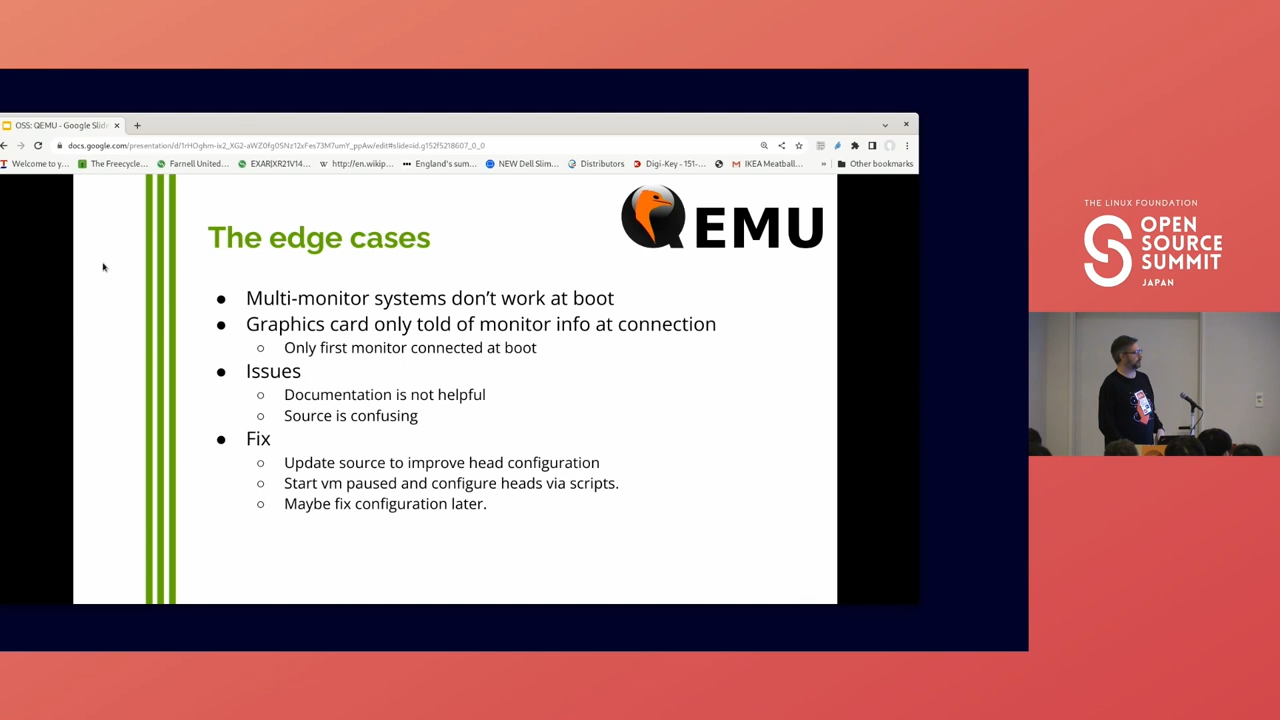 OSS: QEMU - Google Slid
docs.google.com/presentation/d/1rHOghm-ix2_XG2-aWZ0fg0SNz12xFes73M7umY_ppAw/edit#slide=id.g152f5218607_0_0
Welcome to y... The Freecycle... Farnell United... EXAR|XR21V14... http://en.wikip... England's sum... NEW Dell Slim... Distributors Digi-Key - 151-... IKEA Meatball... » Other bookmarks
QEMU
The edge cases
● Multi-monitor systems don't work at boot
● Graphics card only told of monitor info at connection
○ Only first monitor connected at boot
● Issues
○ Documentation is not helpful
○ Source is confusing
● Fix
○ Update source to improve head configuration
○ Start vm paused and configure heads via scripts.
○ Maybe fix configuration later.
THE LINUX FOUNDATION
OPEN
SOURCE
SUMMIT
JAPAN